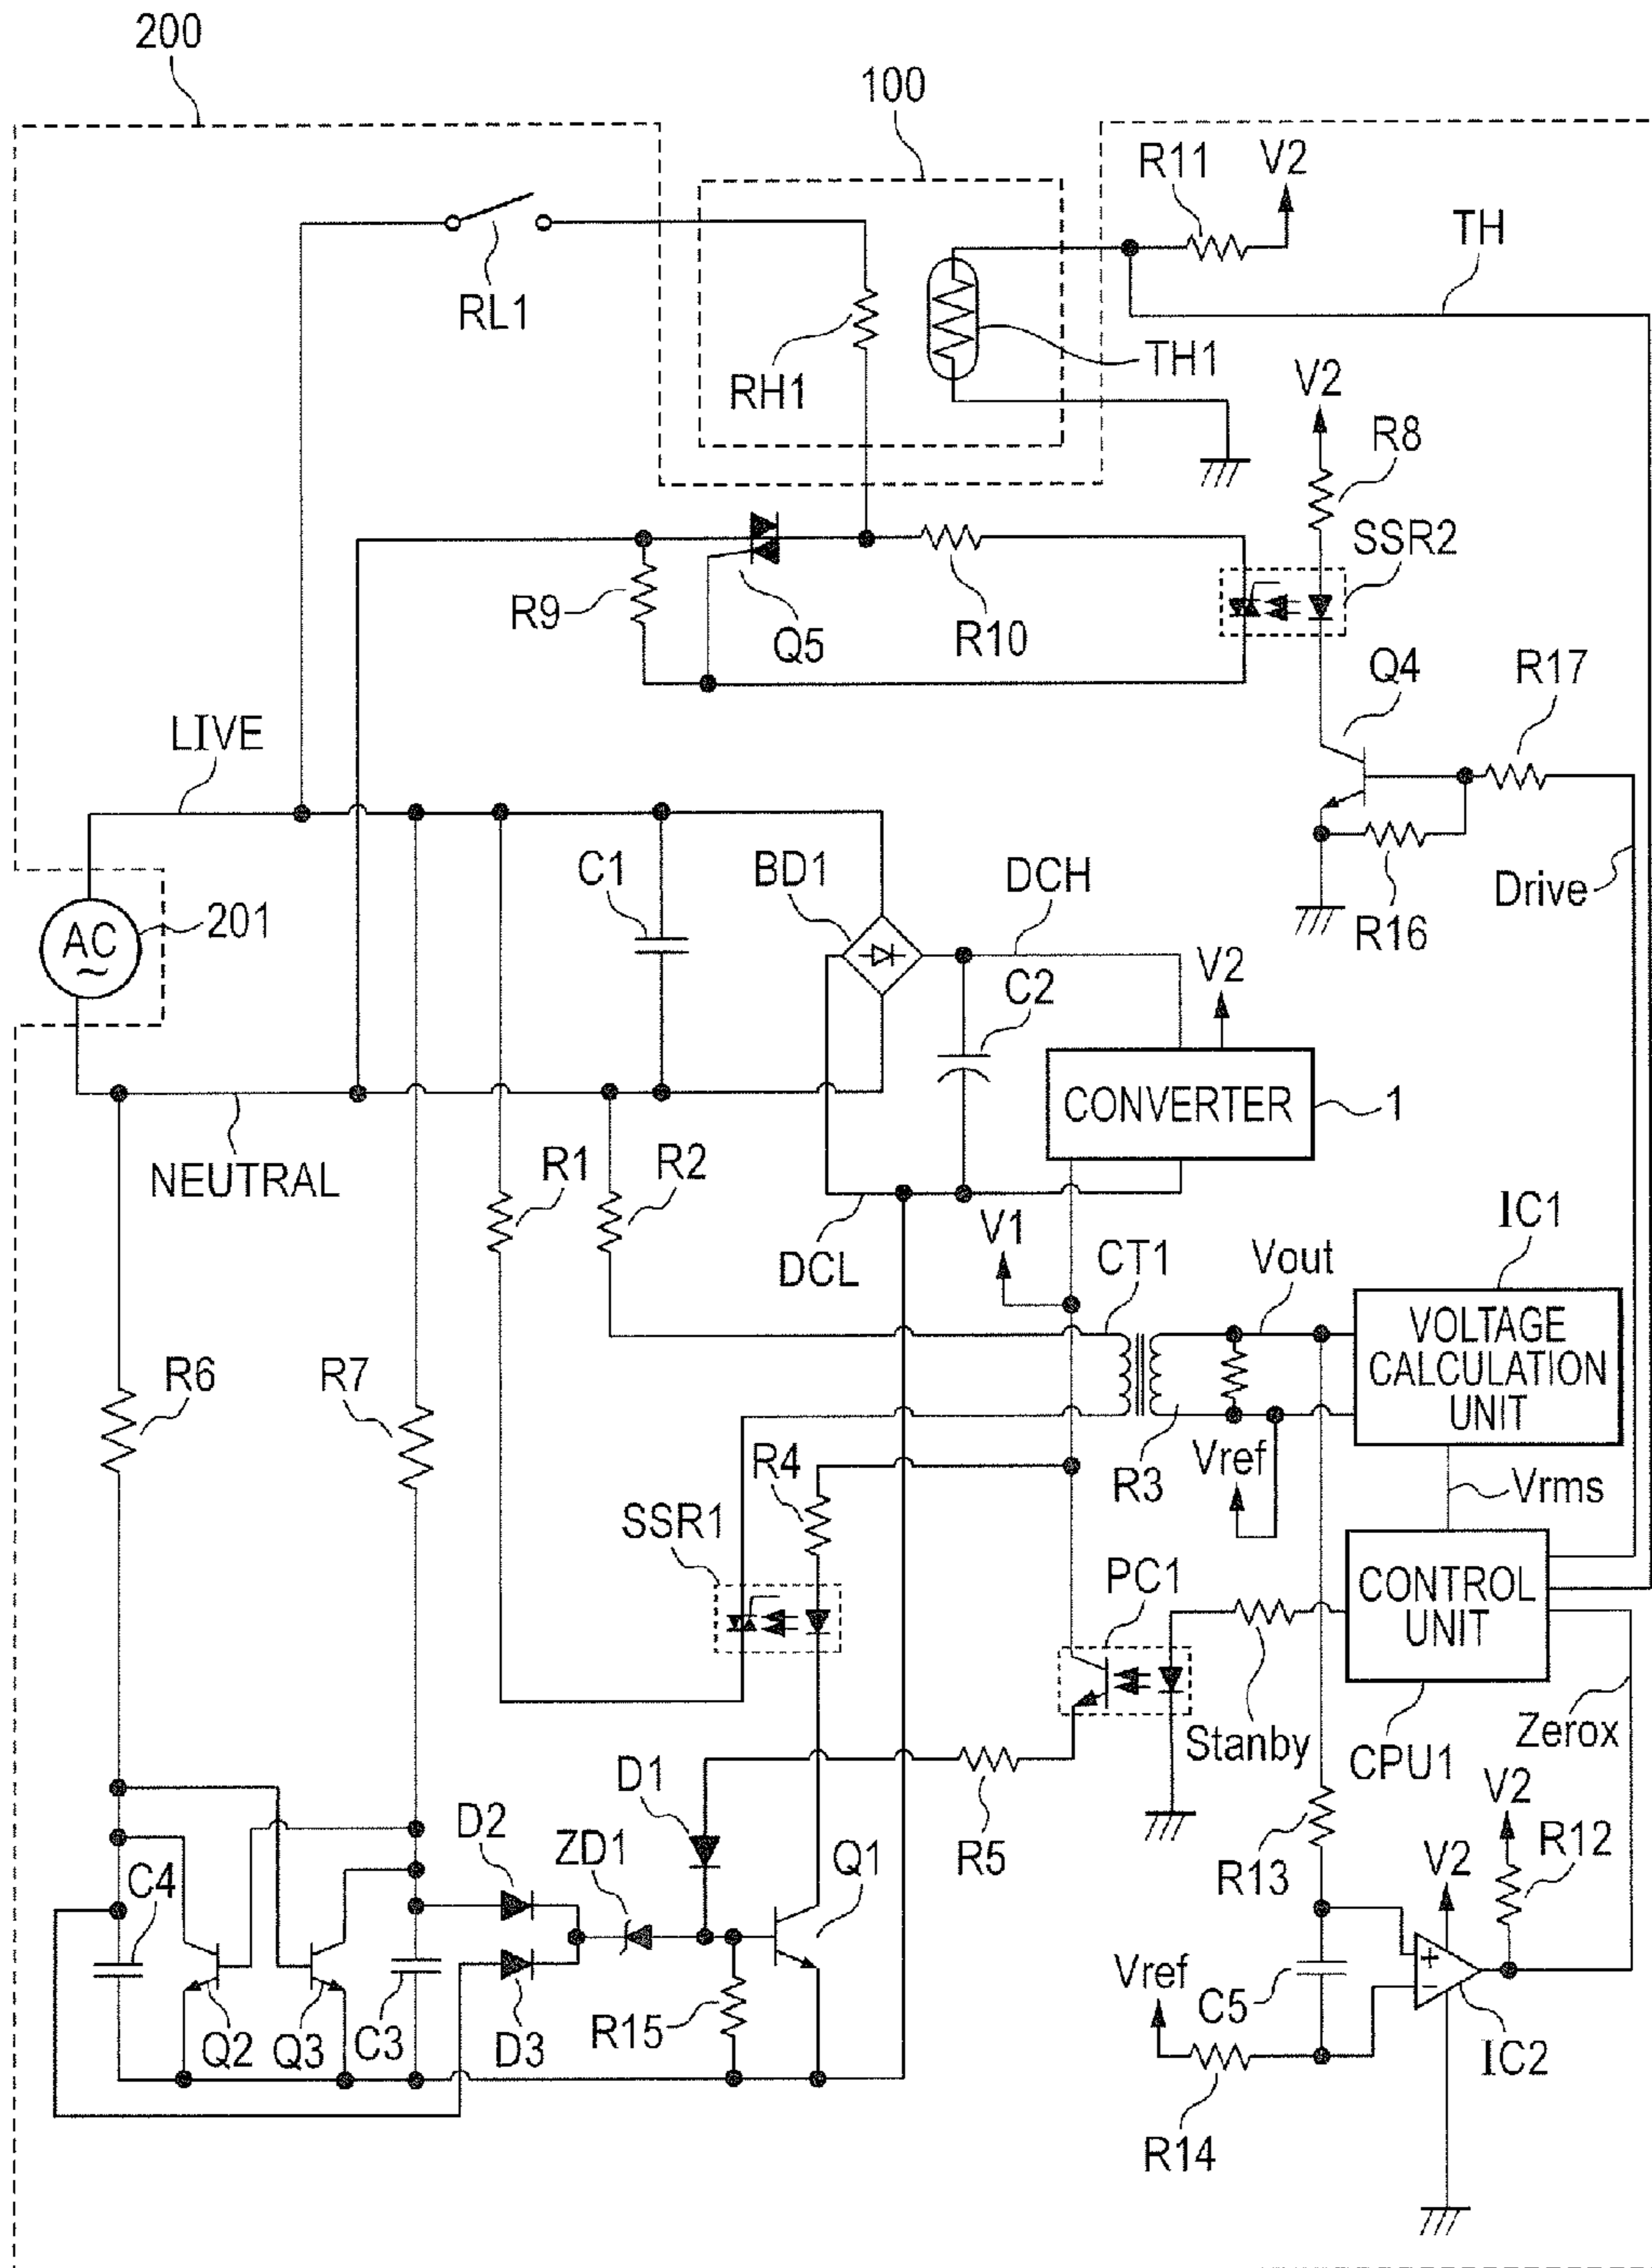 200
100
R11
V2
TH
RL1
RH1
TH1
V2
R8
SSR2
R9
Q5
R10
Q4
R17
LIVE
C1
BD1
DCH
Drive
R16
AC
201
C2
V2
CONVERTER
1
NEUTRAL
R1
R2
DCL
V1
CT1
Vout
IC1
VOLTAGE
CALCULATION
UNIT
R6
R7
R4
R3
Vref
Vrms
SSR1
PC1
CONTROL
UNIT
Stanby
CPU1
Zerox
D1
R5
V2
R12
D2
ZD1
Q1
R13
V2
C4
+
−
Vref
C5
Q2
Q3
C3
D3
R15
IC2
R14